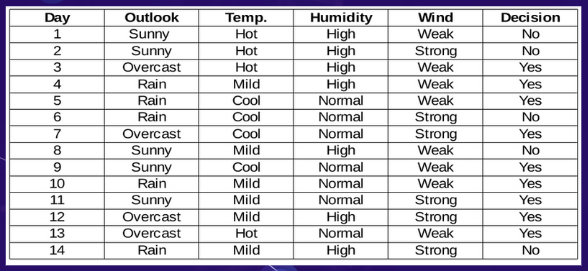 Day Outlook Temp. Humidity Wind Decision
1 Sunny Hot High Weak No
2 Sunny Hot High Strong No
3 Overcast Hot High Weak Yes
4 Rain Mild High Weak Yes
5 Rain Cool Normal Weak Yes
6 Rain Cool Normal Strong No
7 Overcast Cool Normal Strong Yes
8 Sunny Mild High Weak No
9 Sunny Cool Normal Weak Yes
10 Rain Mild Normal Weak Yes
11 Sunny Mild Normal Strong Yes
12 Overcast Mild High Strong Yes
13 Overcast Hot Normal Weak Yes
14 Rain Mild High Strong No